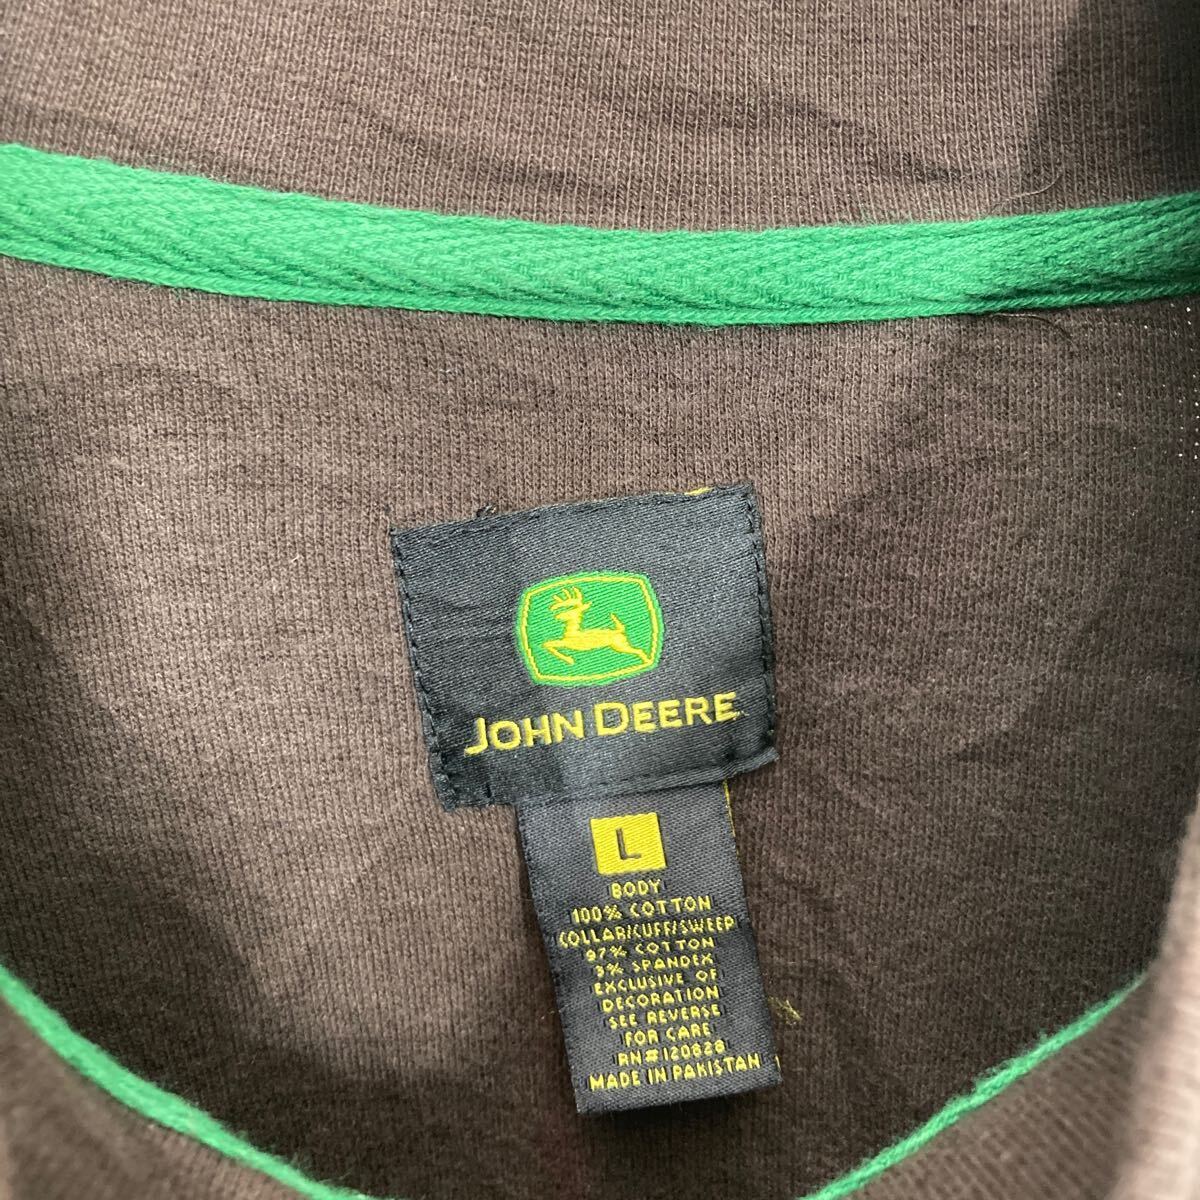 JOHN DEERE
L
BODY
100% COTTON
COLLAR/CUFF/SWEEP
97% COTTON
3% SPANDEX
EXCLUSIVE OF
DECORATION
SEE REVERSE
FOR CARE
RN#120828
MADE IN PAKISTAN